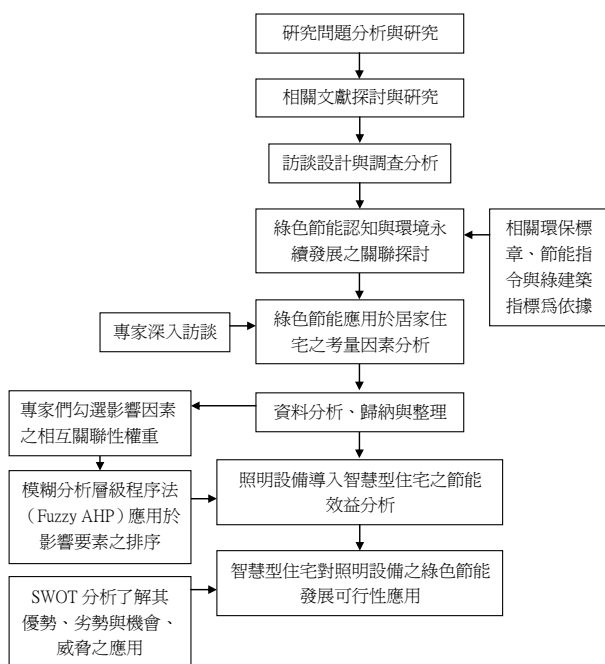 研究問題分析與研究
相關文獻探討與研究
訪談設計與調查分析
綠色節能認知與環境永
續發展之關聯探討
相關環保標
章、節能指
令與綠建築
指標為依據
專家深入訪談
綠色節能應用於居家住
宅之考量因素分析
專家們勾選影響因素
之相互關聯性權重
資料分析、歸納與整理
模糊分析層級程序法
（Fuzzy AHP）應用於
影響要素之排序
照明設備導入智慧型住宅之節能
效益分析
SWOT 分析了解其
優勢、劣勢與機會、
威脅之應用
智慧型住宅對照明設備之綠色節能
發展可行性應用